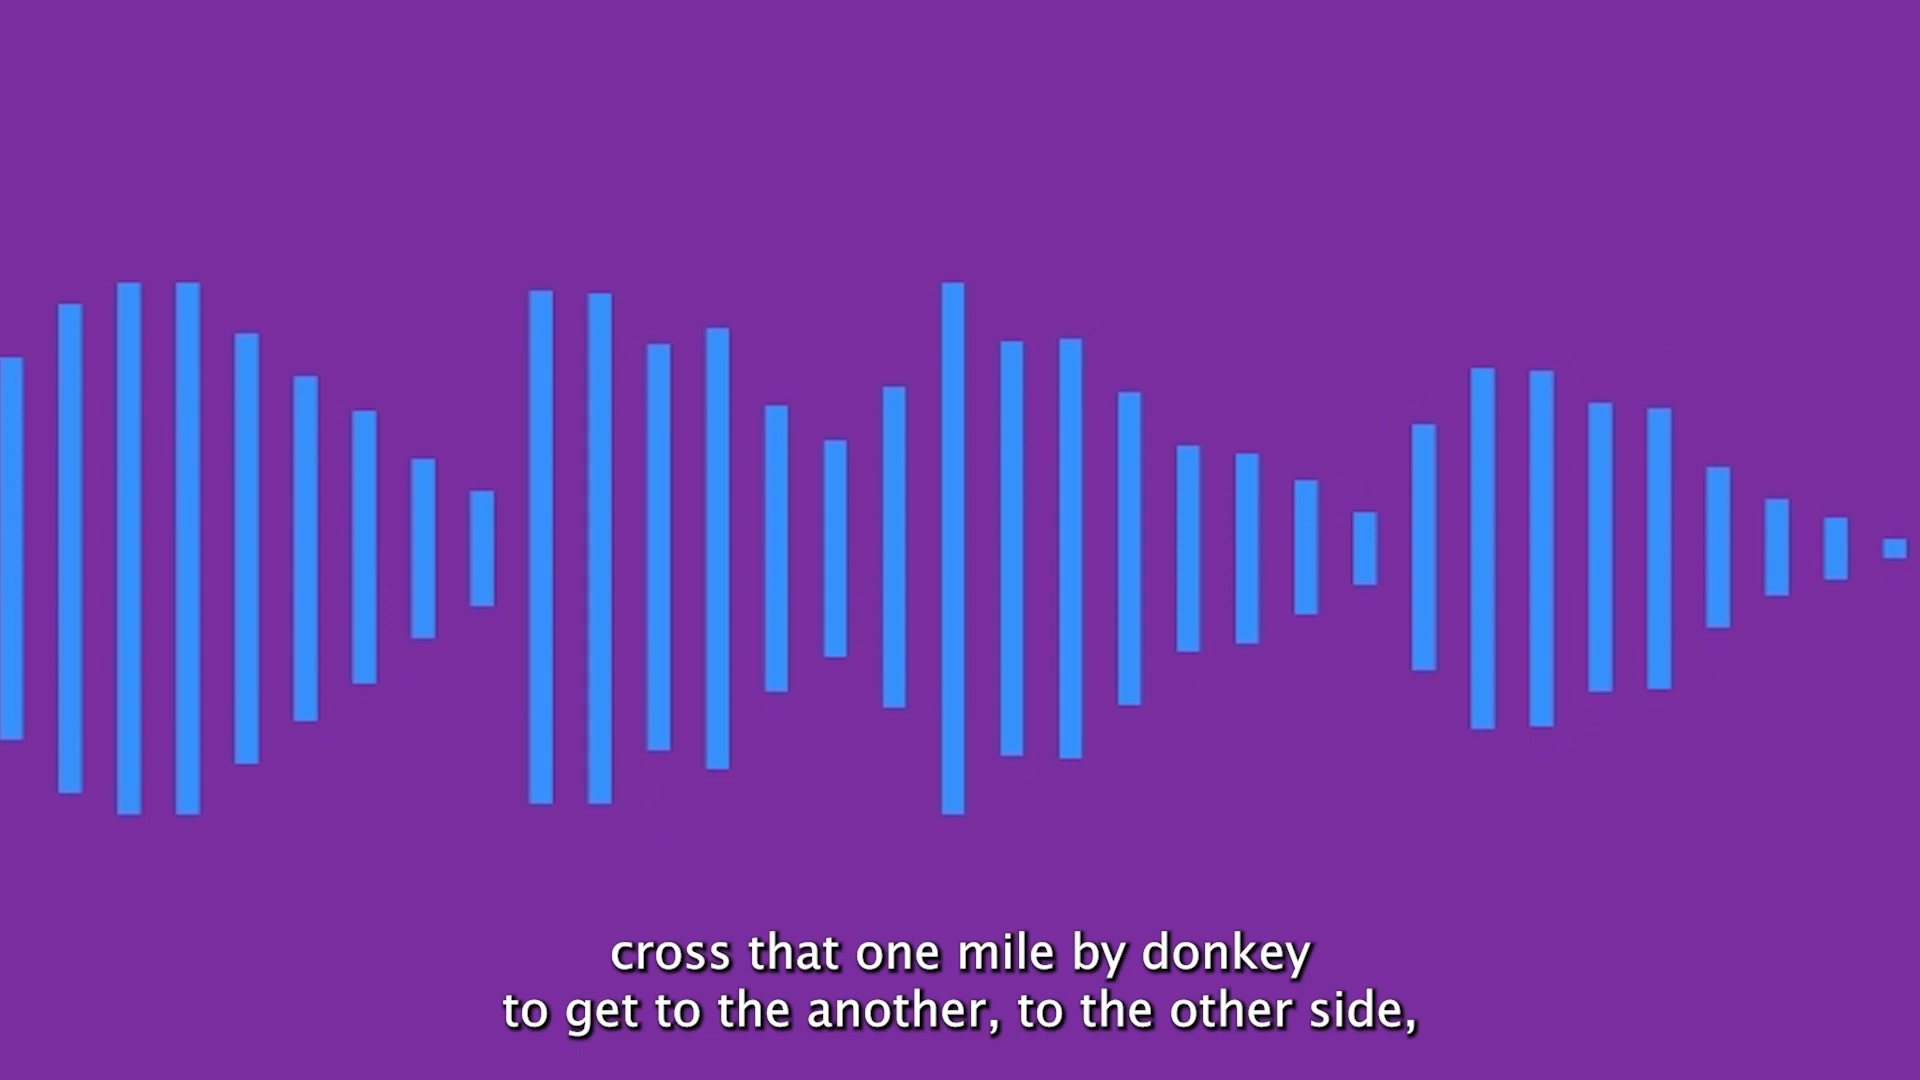 cross that one mile by donkey
to get to the another, to the other side,